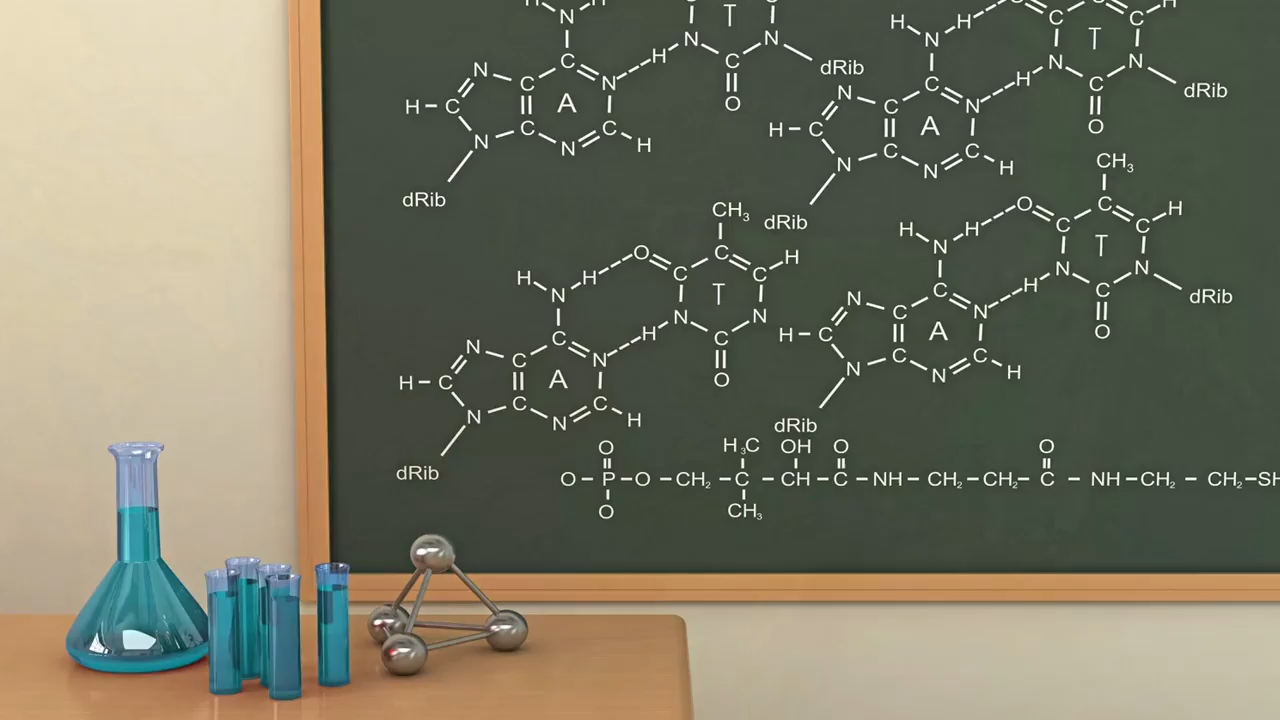 H H H
N T H H C C
N N N T
C H C N
N C N dRib H N N
H C A C N C dRib
C N C H H C A C O
N N H N C N C H
dRib dRib CH₃
CH₃ H H O C H
O C H N C T C
H H C C H N N
N T C N H dRib
C N N N C N C
N C H H C A O
H C A C O C N C H
N C N C H N N
dRib dRib
O H₃C OH O O
O – P – O – CH₂ – C – CH – C – NH – CH₂ – CH₂ – C – NH – CH₂ – CH₂ – SH
O CH₃